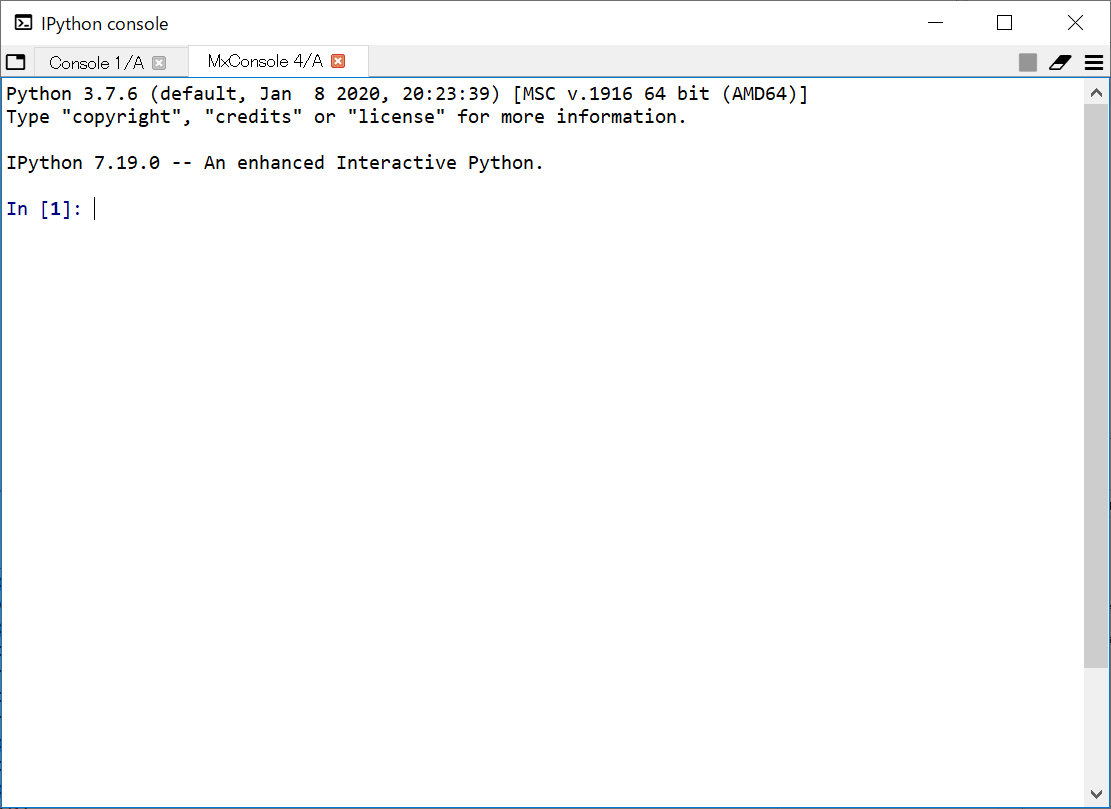 IPython console
Console 1/A
MxConsole 4/A
Python 3.7.6 (default, Jan  8 2020, 20:23:39) [MSC v.1916 64 bit (AMD64)]
Type "copyright", "credits" or "license" for more information.
IPython 7.19.0 -- An enhanced Interactive Python.
In [1]: